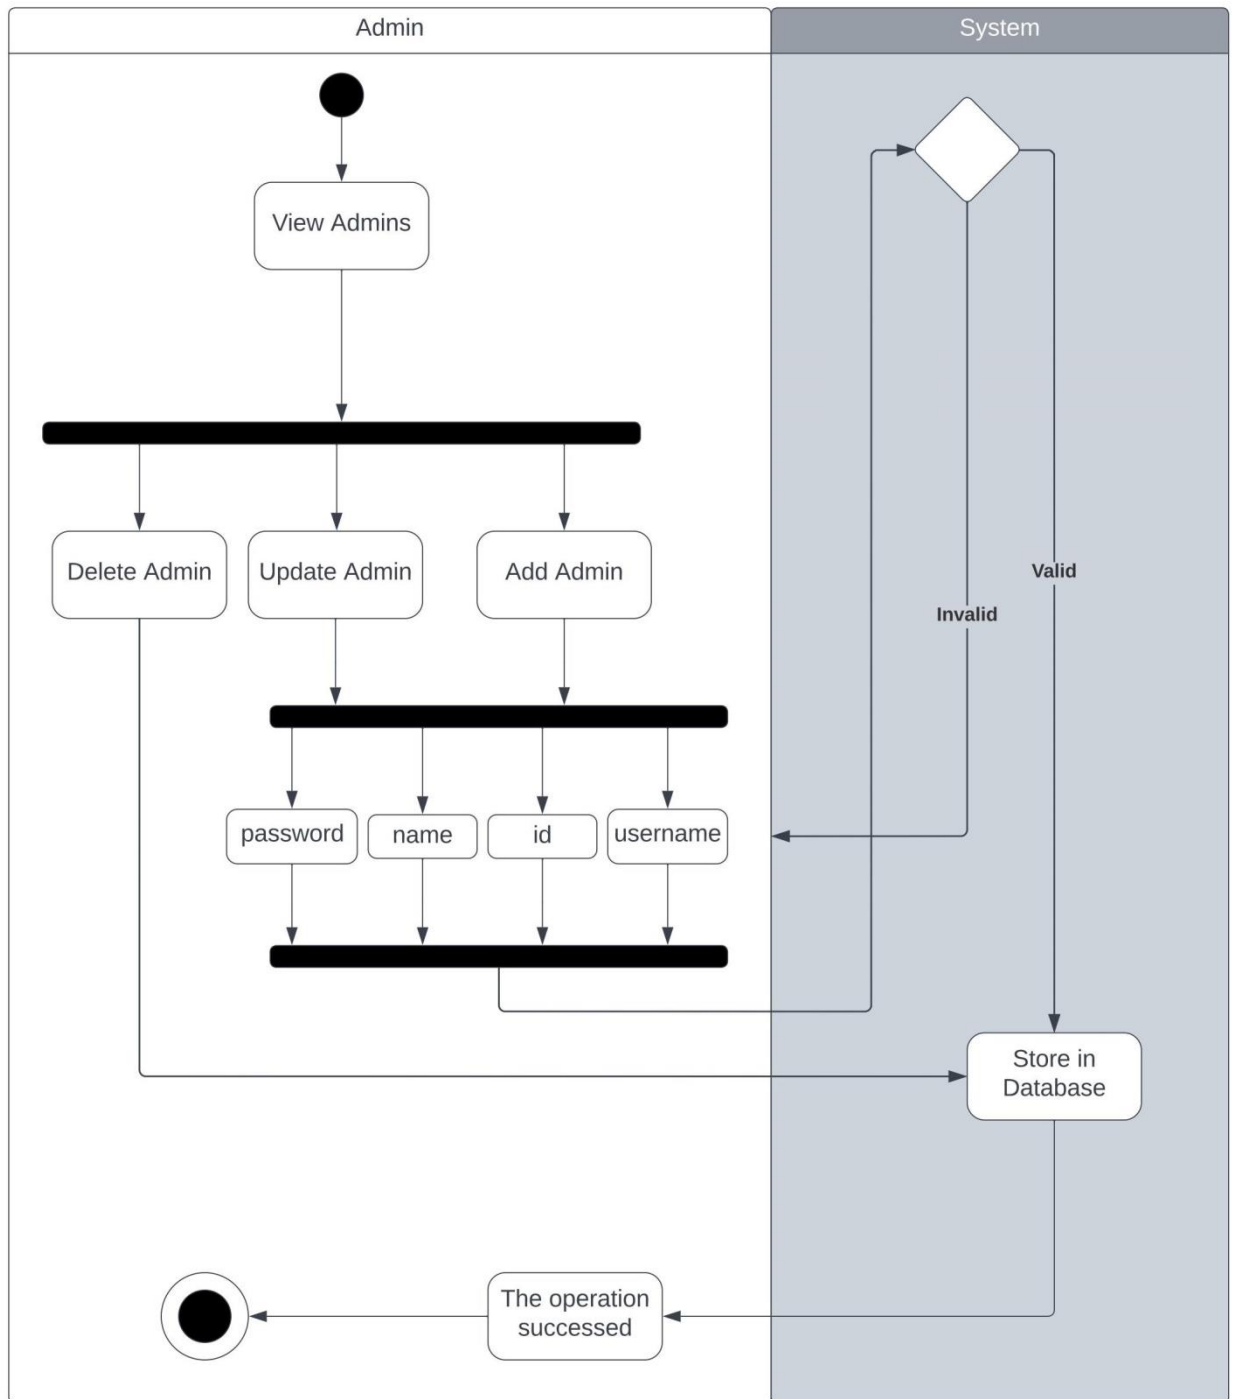 Admin
System
View Admins
Delete Admin
Update Admin
Add Admin
Valid
Invalid
password
name
id
username
Store in
Database
The operation
successed